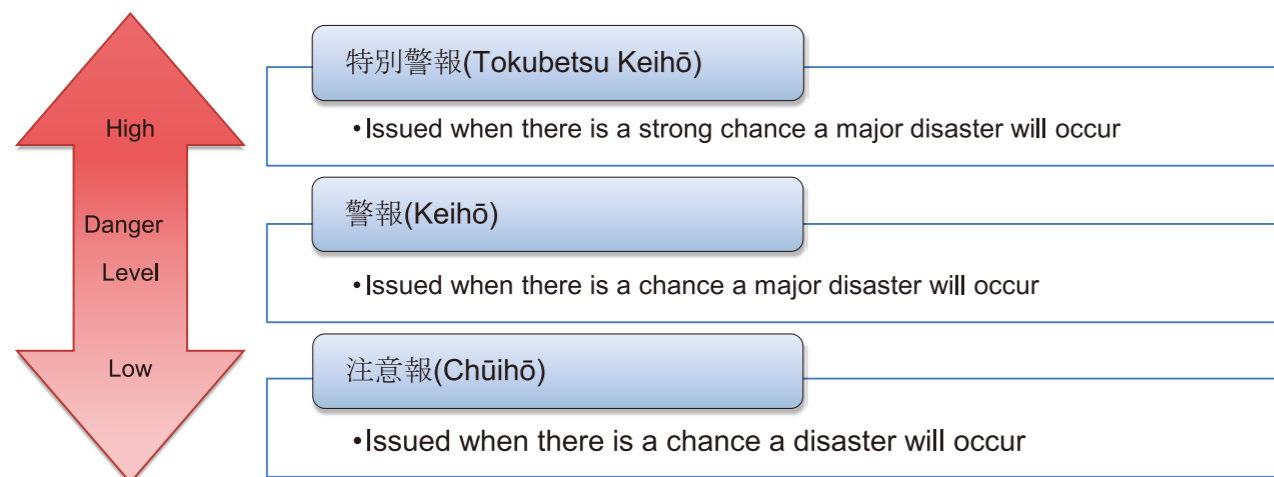 High
Danger
Level
Low
特別警報(Tokubetsu Keihō)
•Issued when there is a strong chance a major disaster will occur
警報(Keihō)
•Issued when there is a chance a major disaster will occur
注意報(Chūihō)
•Issued when there is a chance a disaster will occur